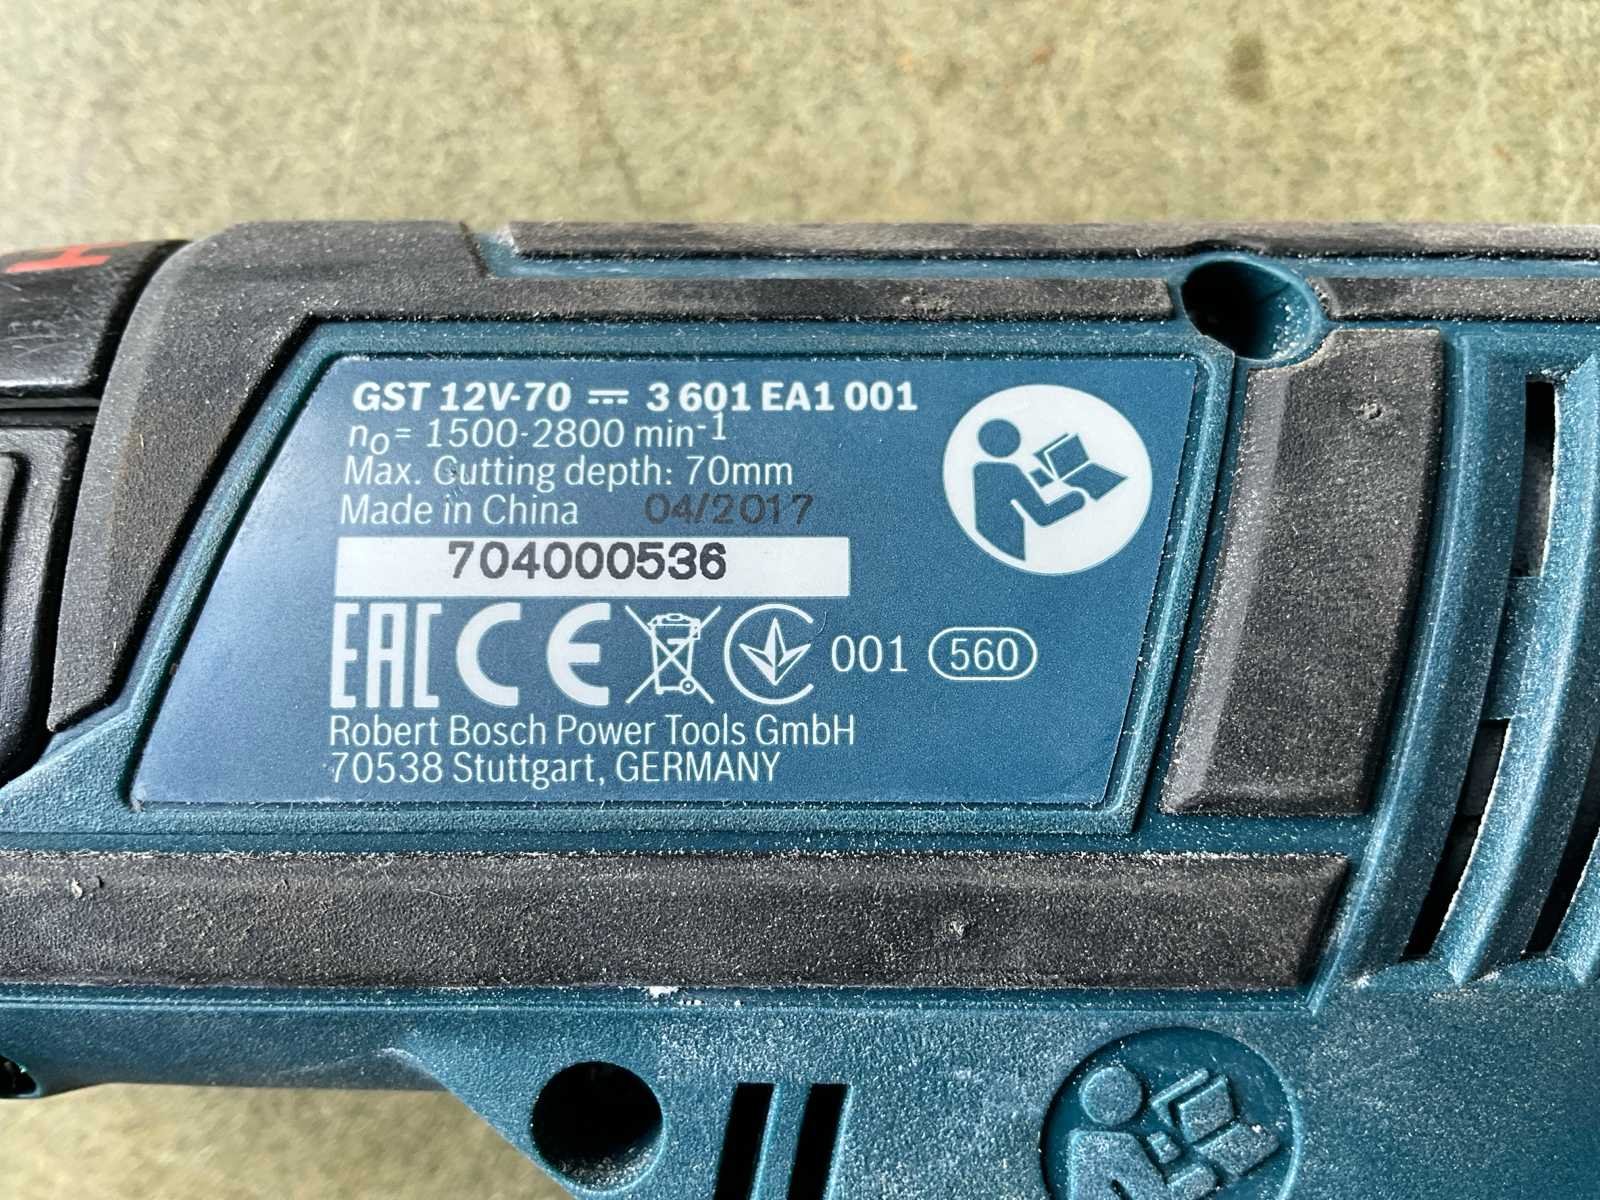 GST 12V-70 ⎓ 3 601 EA1 001
n₀= 1500-2800 min⁻¹
Max. Cutting depth: 70mm
Made in China 04/2017
704000536
EAC CE 001 560
Robert Bosch Power Tools GmbH
70538 Stuttgart, GERMANY